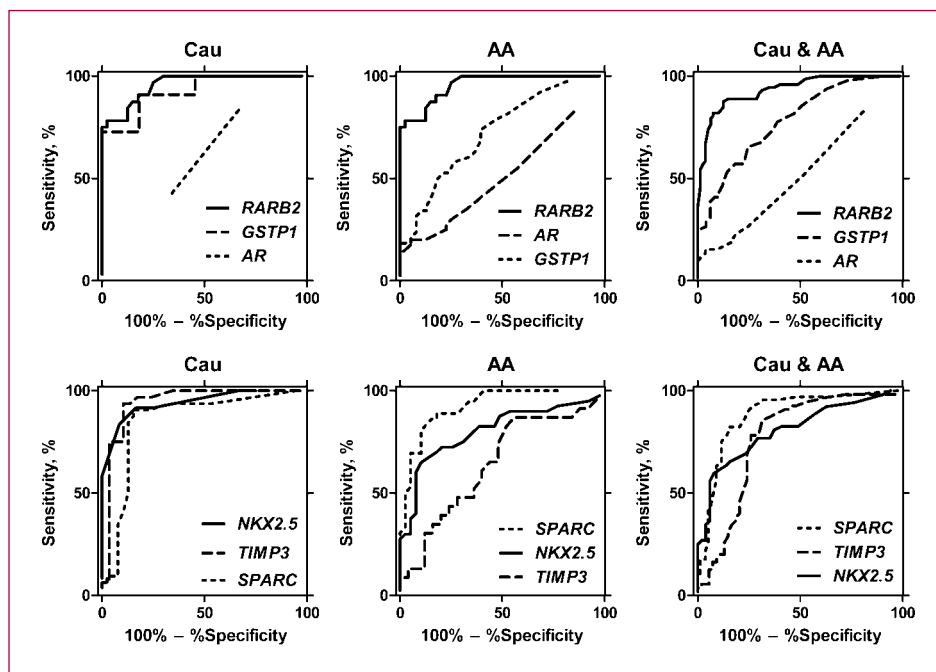 Cau
AA
Cau & AA
Sensitivity, %
100
50
0
RARB2
GSTP1
AR
0 50 100
100% – %Specificity
Sensitivity, %
100
50
0
RARB2
AR
GSTP1
0 50 100
100% – %Specificity
Sensitivity, %
100
50
0
RARB2
GSTP1
AR
0 50 100
100% – %Specificity
Cau
AA
Cau & AA
Sensitivity, %
100
50
0
NKX2.5
TIMP3
SPARC
0 50 100
100% – %Specificity
Sensitivity, %
100
50
0
SPARC
NKX2.5
TIMP3
0 50 100
100% – %Specificity
Sensitivity, %
100
50
0
SPARC
TIMP3
NKX2.5
0 50 100
100% – %Specificity